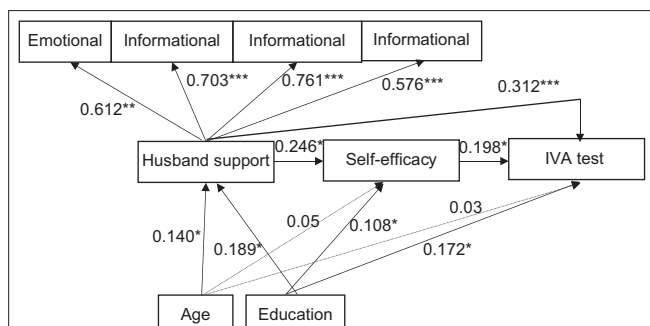 Emotional Informational Informational Informational
0.703*** 0.761*** 0.576*** 0.312***
0.612**
Husband support 0.246* Self-efficacy 0.198* IVA test
0.05 0.03
0.140* 0.189* 0.108* 0.172*
Age Education